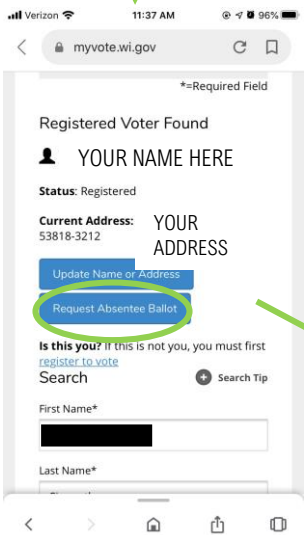 Verizon 11:37 AM 96%
myvote.wi.gov
*=Required Field
Registered Voter Found
YOUR NAME HERE
Status: Registered
Current Address: YOUR
53818-3212 ADDRESS
Update Name or Address
Request Absentee Ballot
Is this you? If this is not you, you must first
register to vote
Search Search Tip
First Name*
Last Name*